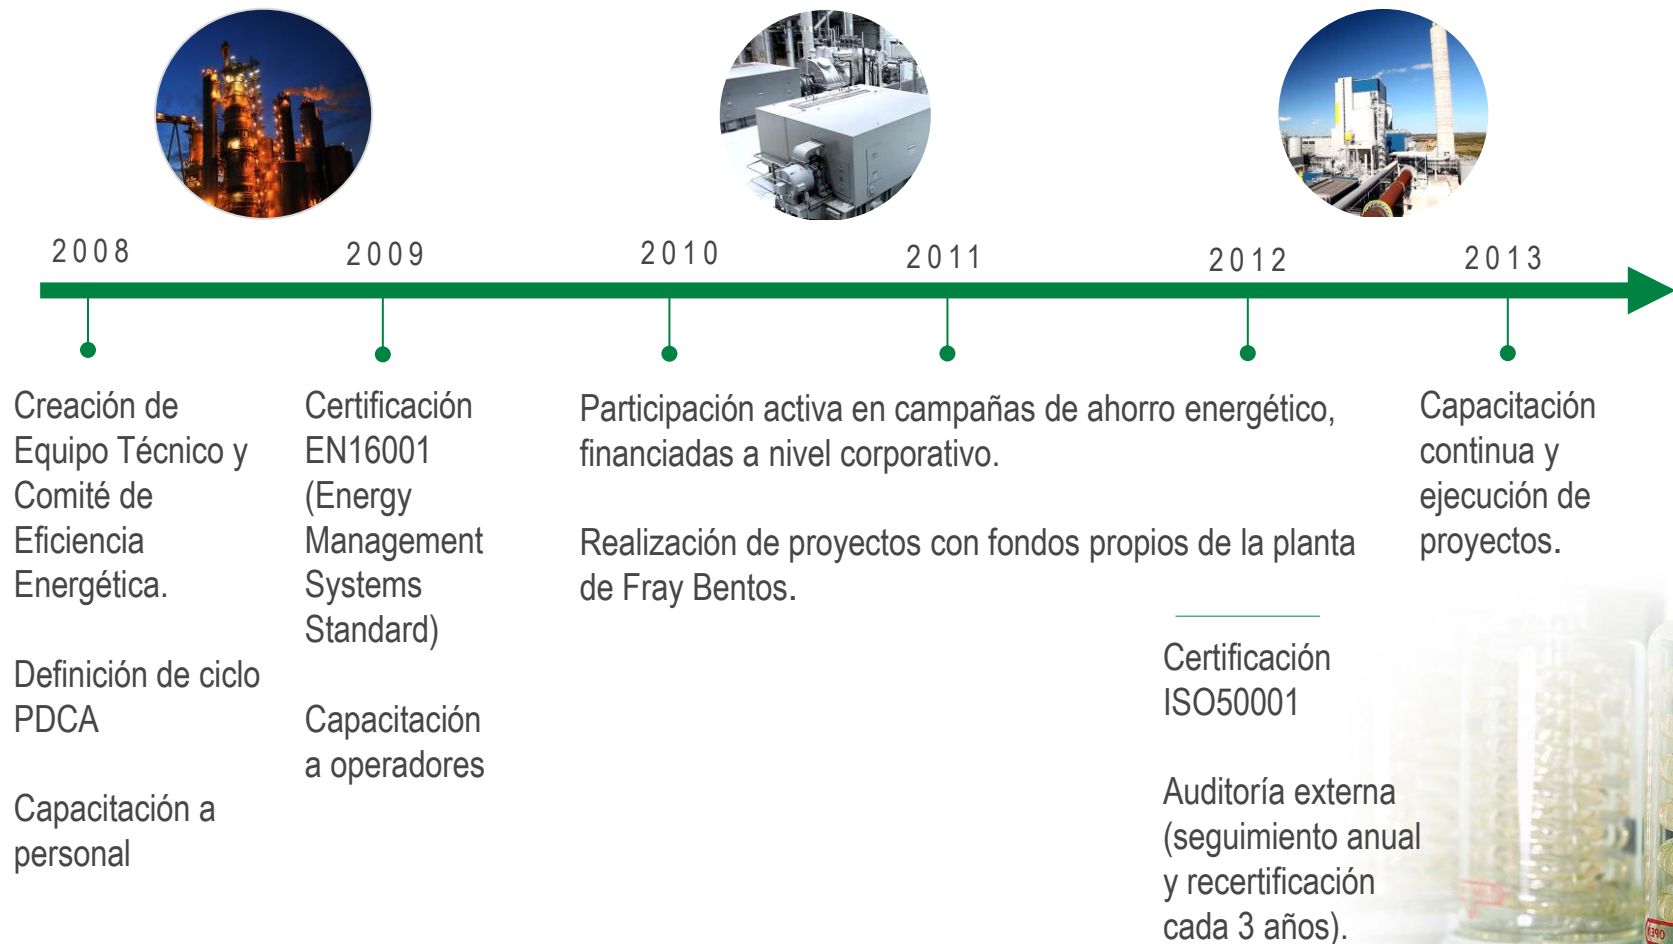 2008
2009
2010
2011
2012
2013
Creación de
Equipo Técnico y
Comité de
Eficiencia
Energética.
Definición de ciclo
PDCA
Capacitación a
personal
Certificación
EN16001
(Energy
Management
Systems
Standard)
Capacitación
a operadores
Participación activa en campañas de ahorro energético,
financiadas a nivel corporativo.
Realización de proyectos con fondos propios de la planta
de Fray Bentos.
Certificación
ISO50001
Auditoría externa
(seguimiento anual
y recertificación
cada 3 años).
Capacitación
continua y
ejecución de
proyectos.
OPEN